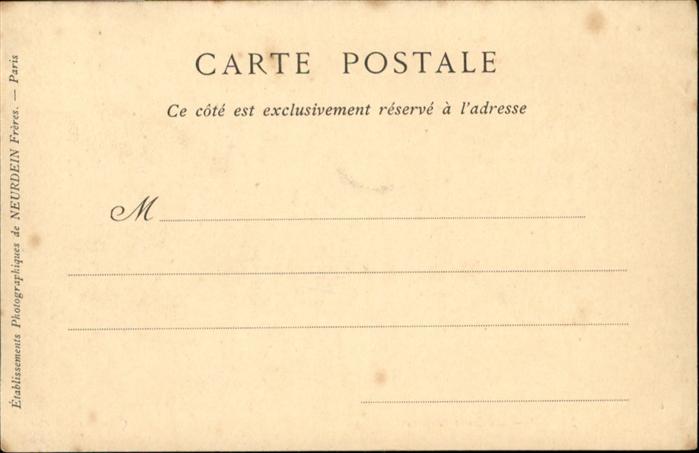 CARTE POSTALE
Ce côté est exclusivement réservé à l'adresse
M
Établissements Photographiques de NEURDEIN Frères. — Paris